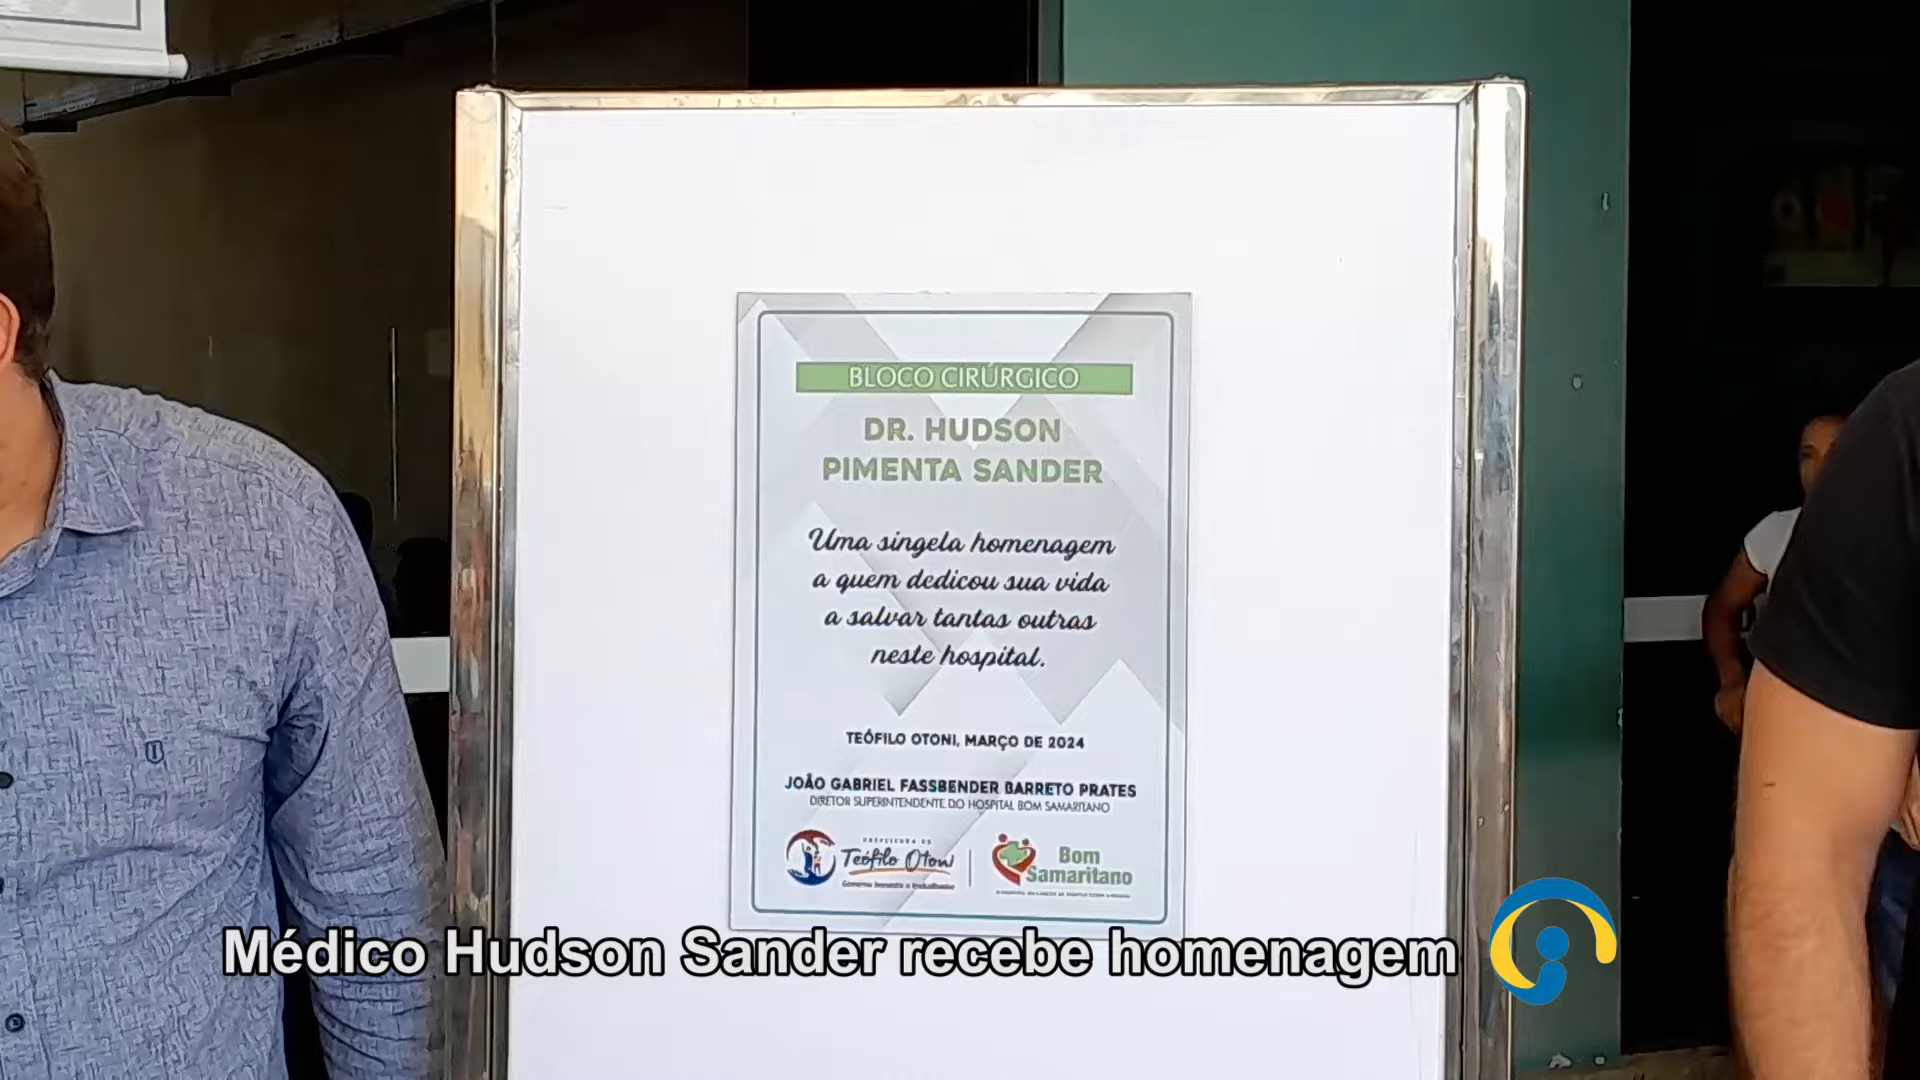 BLOCO CIRÚRGICO
DR. HUDSON
PIMENTA SANDER
Uma singela homenagem
a quem dedicou sua vida
a salvar tantas outras
neste hospital.
TEÓFILO OTONI, MARÇO DE 2024
JOÃO GABRIEL FASSBENDER BARRETO PRATES
DIRETOR SUPERINTENDENTE DO HOSPITAL BOM SAMARITANO
PREFEITURA DE
Teófilo Otoni
Bom
Samaritano
Médico Hudson Sander recebe homenagem